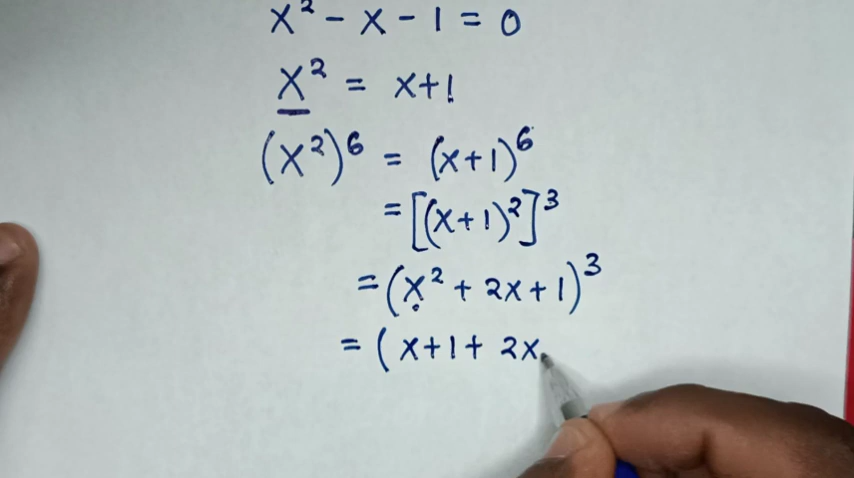 x² - x - 1 = 0
x² = x+1
(x²)⁶ = (x+1)⁶
= [(x+1)²]³
= (x² + 2x + 1)³
= ( x+1+ 2x